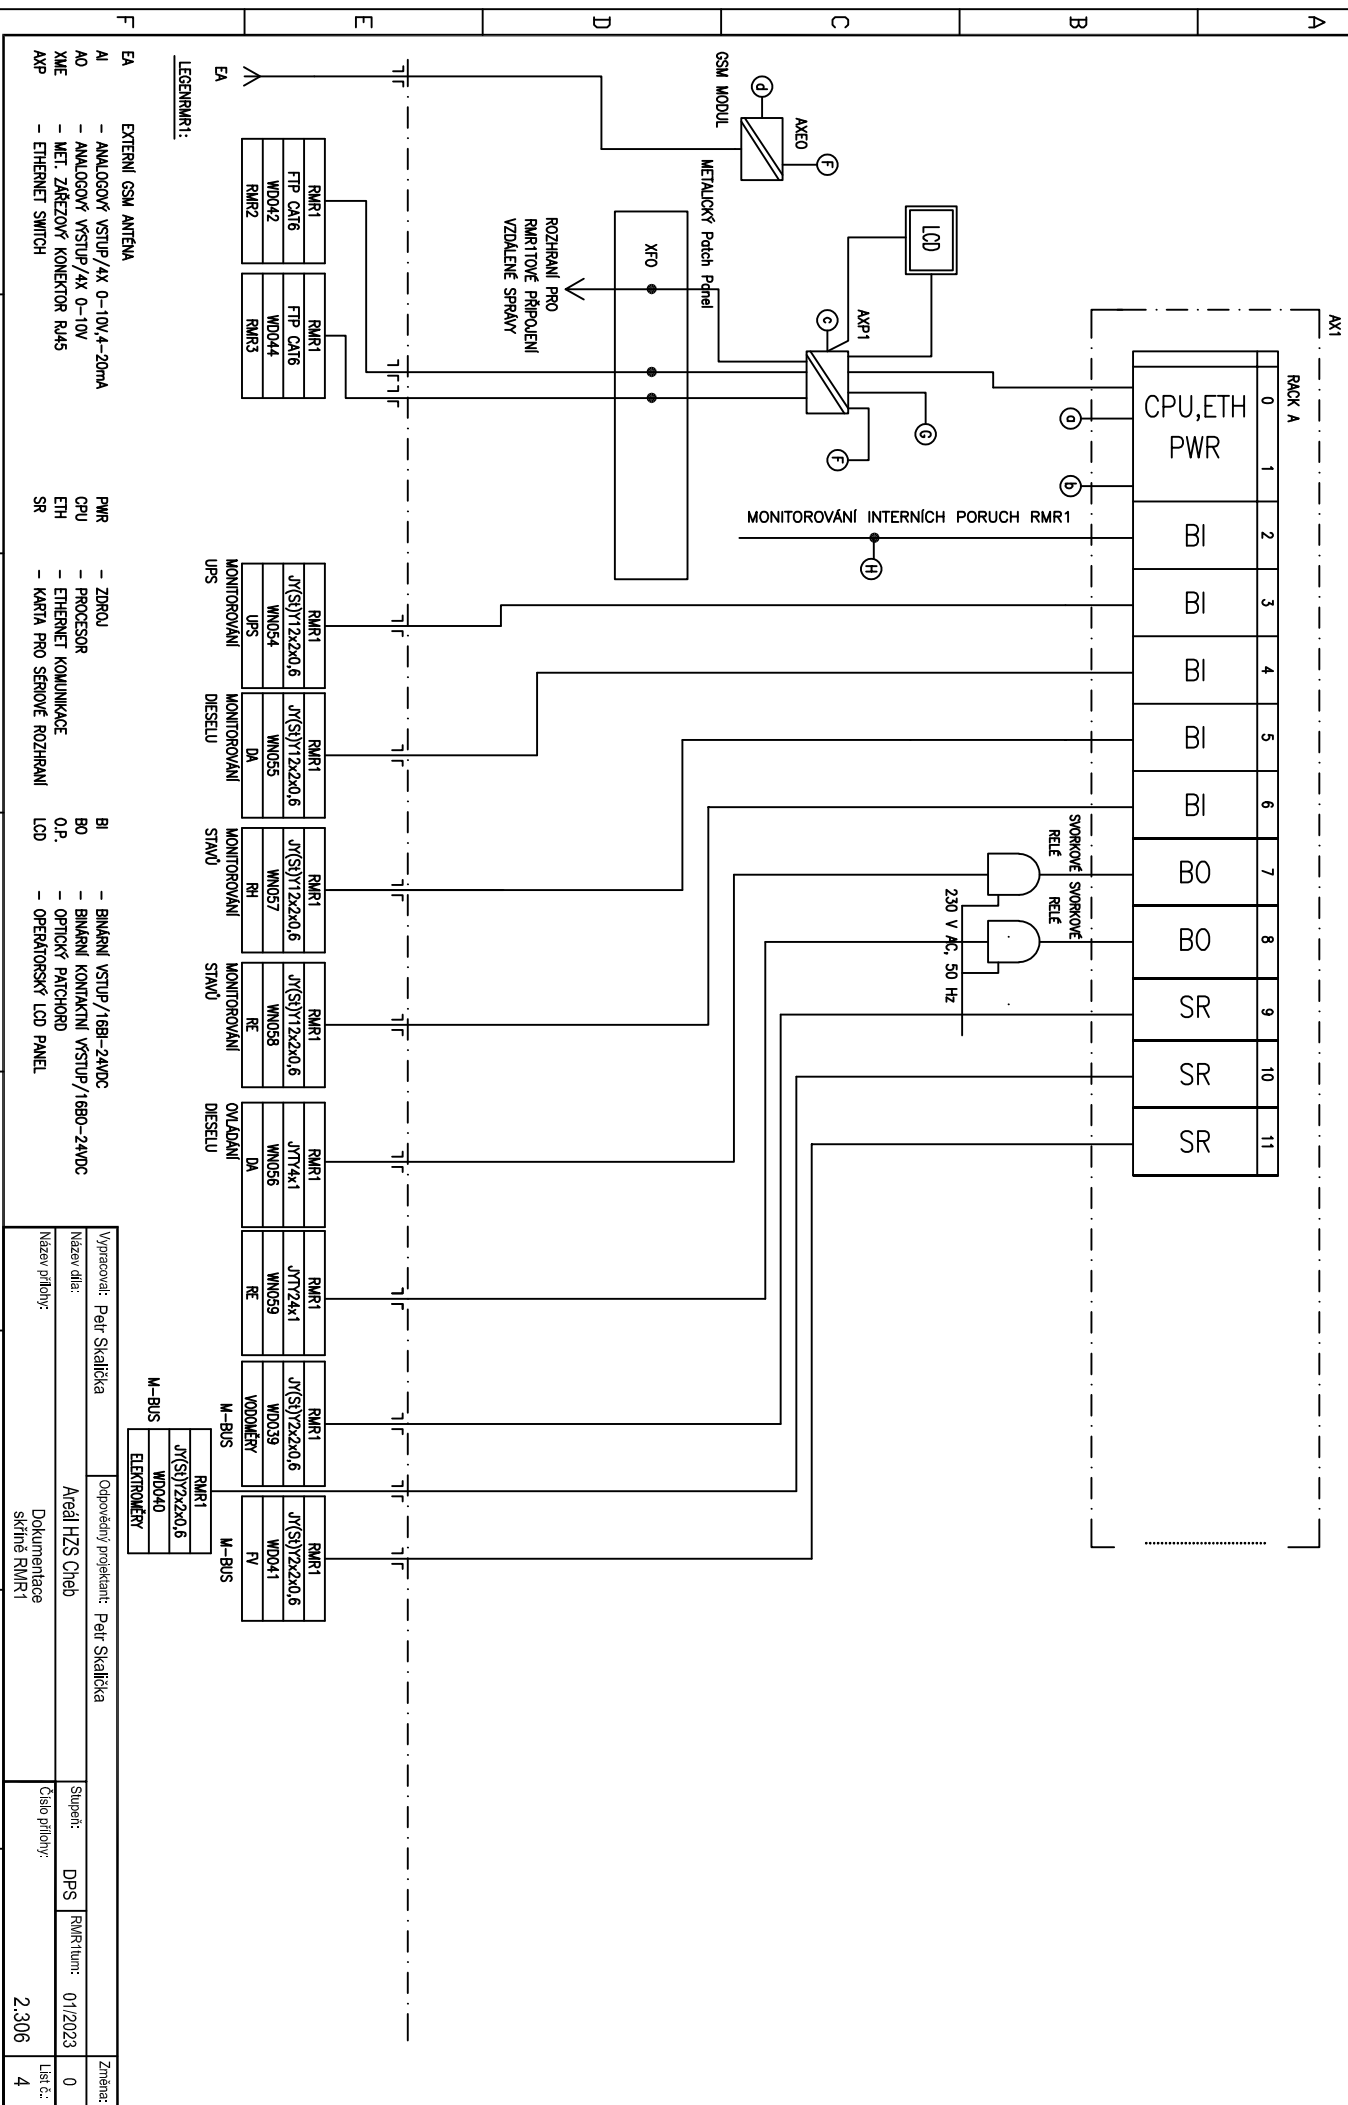 A
B
C
D
E
F
AX1
RACK A
0
1
2
3
4
5
6
7
8
9
10
11
CPU,ETH
PWR
BI
BI
BI
BI
BI
BO
BO
SR
SR
SR
a
b
SVORKOVÉ
RELÉ
SVORKOVÉ
RELÉ
230 V AC, 50 Hz
MONITOROVÁNÍ INTERNÍCH PORUCH RMR1
H
LCD
AXP1
c
G
F
AXE0
d
F
GSM MODUL
METALICKÝ Patch Panel
XFO
ROZHRANÍ PRO
RMR1TOVÉ PŘIPOJENÍ
VZDÁLENÉ SPRÁVY
EA
RMR1
FTP CAT6
WD042
RMR2
RMR1
FTP CAT6
WD044
RMR3
RMR1
JY(St)Y12x2x0,6
WN054
UPS
MONITOROVÁNÍ
UPS
RMR1
JY(St)Y12x2x0,6
WN055
DA
MONITOROVÁNÍ
DIESELU
RMR1
JY(St)Y12x2x0,6
WN057
RH
MONITOROVÁNÍ
STAVŮ
RMR1
JY(St)Y12x2x0,6
WN058
RE
MONITOROVÁNÍ
STAVŮ
RMR1
JYTY4x1
WN056
DA
OVLÁDÁNÍ
DIESELU
RMR1
JYTY24x1
WN059
RE
RMR1
JY(St)Y2x2x0,6
WD039
VODOMĚRY
M-BUS
RMR1
JY(St)Y2x2x0,6
WD040
ELEKTROMĚRY
M-BUS
RMR1
JY(St)Y2x2x0,6
WD041
FV
M-BUS
LEGENRMR1:
EA EXTERNÍ GSM ANTÉNA
AI - ANALOGOVÝ VSTUP/4X 0-10V,4-20mA
AO - ANALOGOVÝ VÝSTUP/4X 0-10V
XME - MET. ZÁŘEZOVÝ KONEKTOR RJ45
AXP - ETHERNET SWITCH
PWR - ZDROJ
CPU - PROCESOR
ETH - ETHERNET KOMUNIKACE
SR - KARTA PRO SÉRIOVÉ ROZHRANÍ
BI - BINÁRNÍ VSTUP/16BI-24VDC
BO - BINÁRNÍ KONTAKTNÍ VÝSTUP/16BO-24VDC
O.P. - OPTICKÝ PATCHORD
LCD - OPERÁTORSKÝ LCD PANEL
Vypracoval: Petr Skalička
Odpovědný projektant: Petr Skalička
Změna:
Název díla:
Areál HZS Cheb
Stupeň: DPS
RMR1tum: 01/2023
0
Název přílohy:
Dokumentace
skříně RMR1
Číslo přílohy:
2.306
List č.:
4